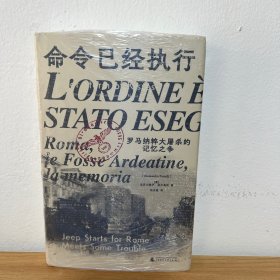 命令已经执行
L'ORDINE È
STATO ESEG
Roma,
罗马纳粹大屠杀的
记忆之争
le Fosse Ardeatine,
la memoria
Jeep Starts for Rome
Meets Some Trouble